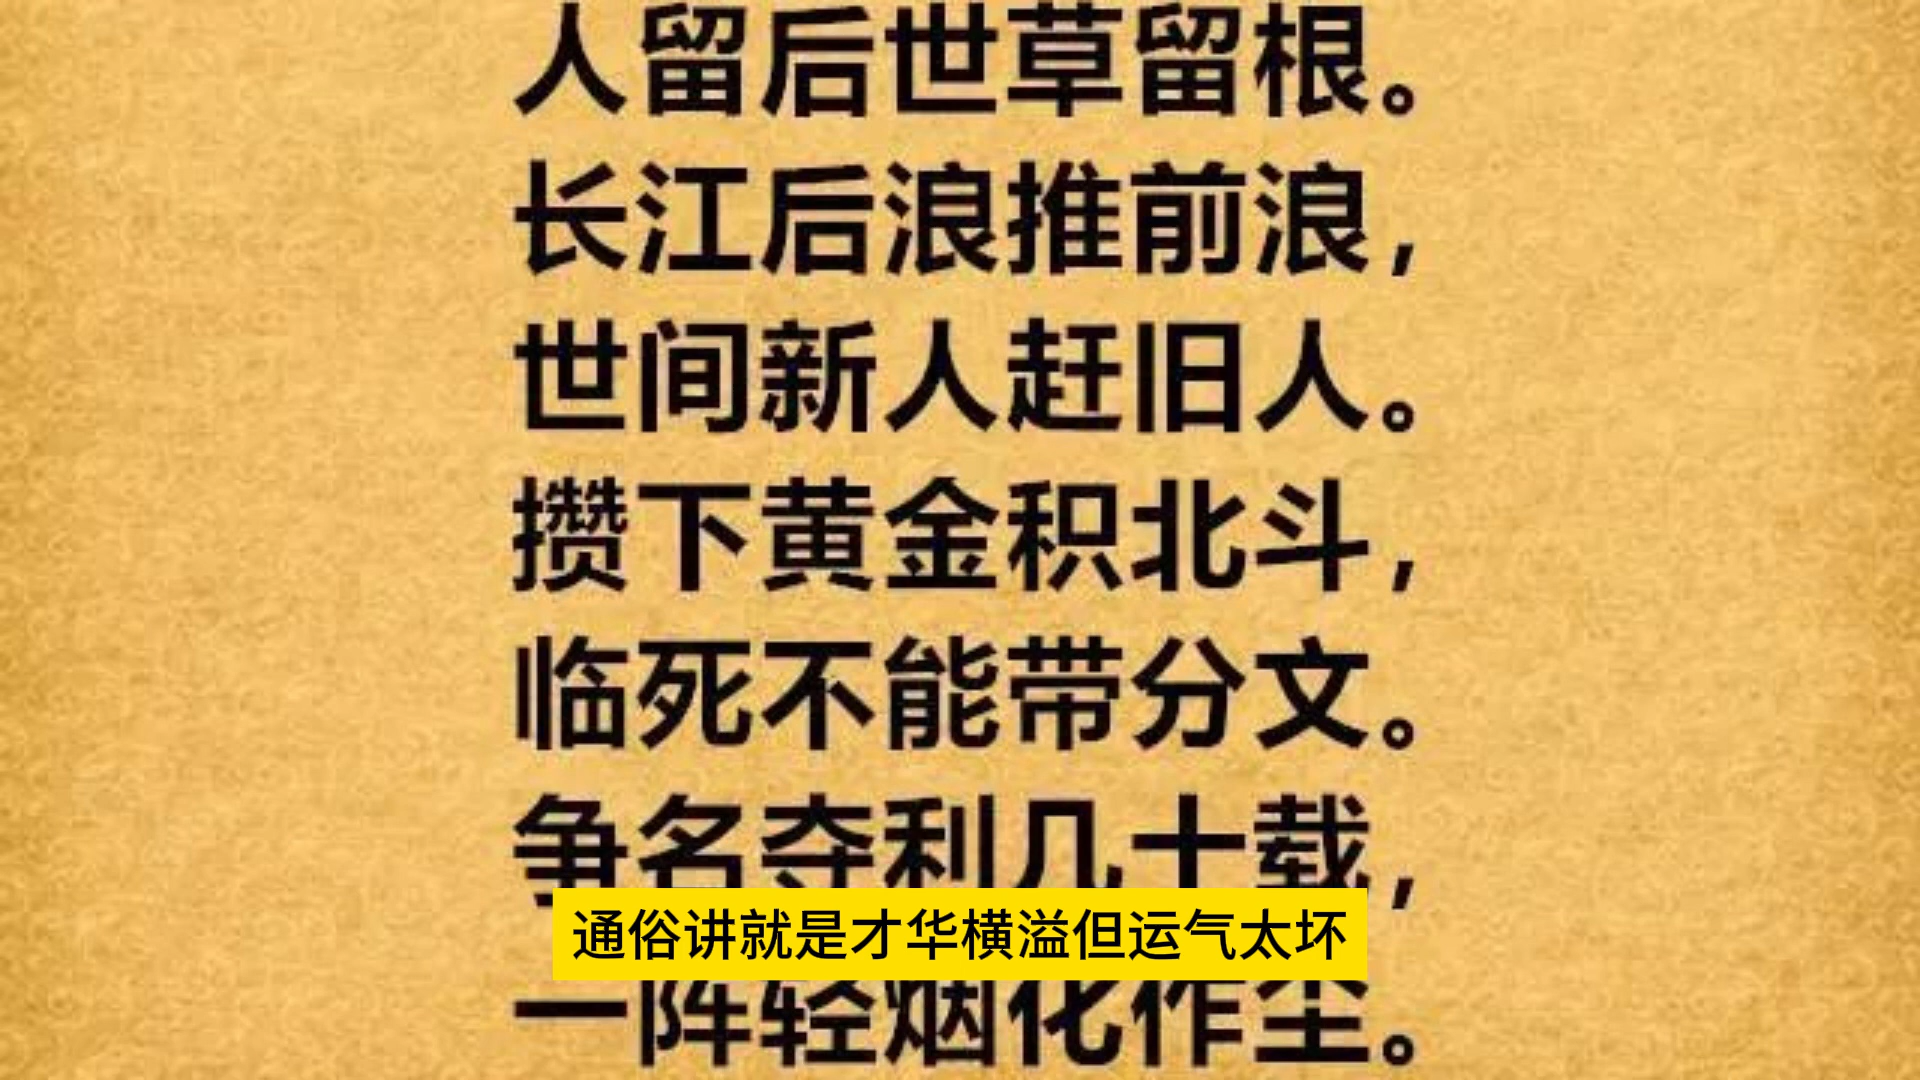 人留后世草留根。
长江后浪推前浪，
世间新人赶旧人。
攒下黄金积北斗，
临死不能带分文。
争名夺利几十载，
通俗讲就是才华横溢但运气太坏
一阵轻烟化作尘。